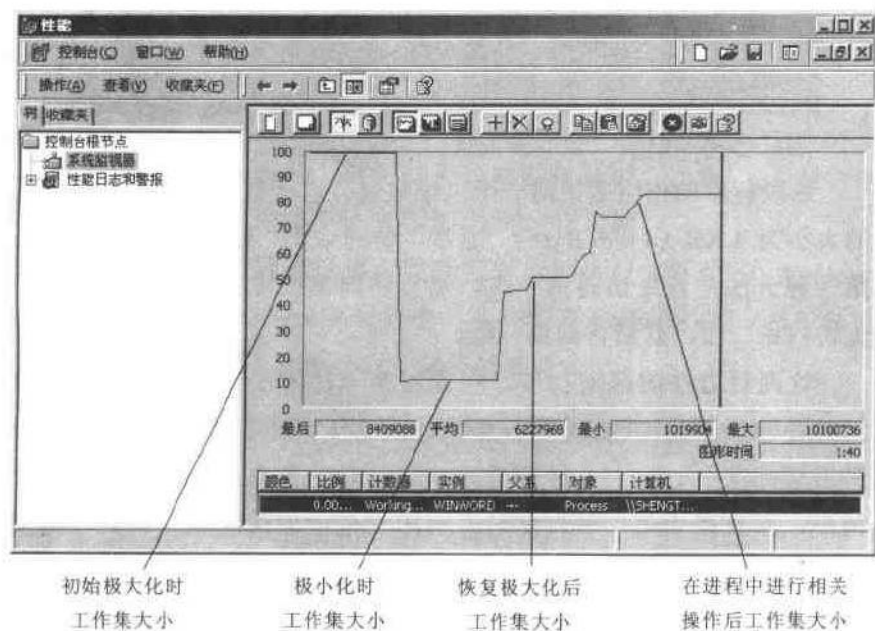 性能
控制台(C) 窗口(W) 帮助(H)
操作(A) 查看(V) 收藏夹(F)
树 收藏夹
控制台根节点
系统监视器
性能日志和警报
100
90
80
70
60
50
40
30
20
10
0
最后 8409088 平均 6227968 最小 1019904 最大 10100736
图形时间 1:40
颜色 比例 计数器 实例 父系 对象 计算机
0.00... Working... WINWORD --- Process \\SHENGT...
初始极大化时 极小化时 恢复极大化后 在进程中进行相关
工作集大小 工作集大小 工作集大小 操作后工作集大小